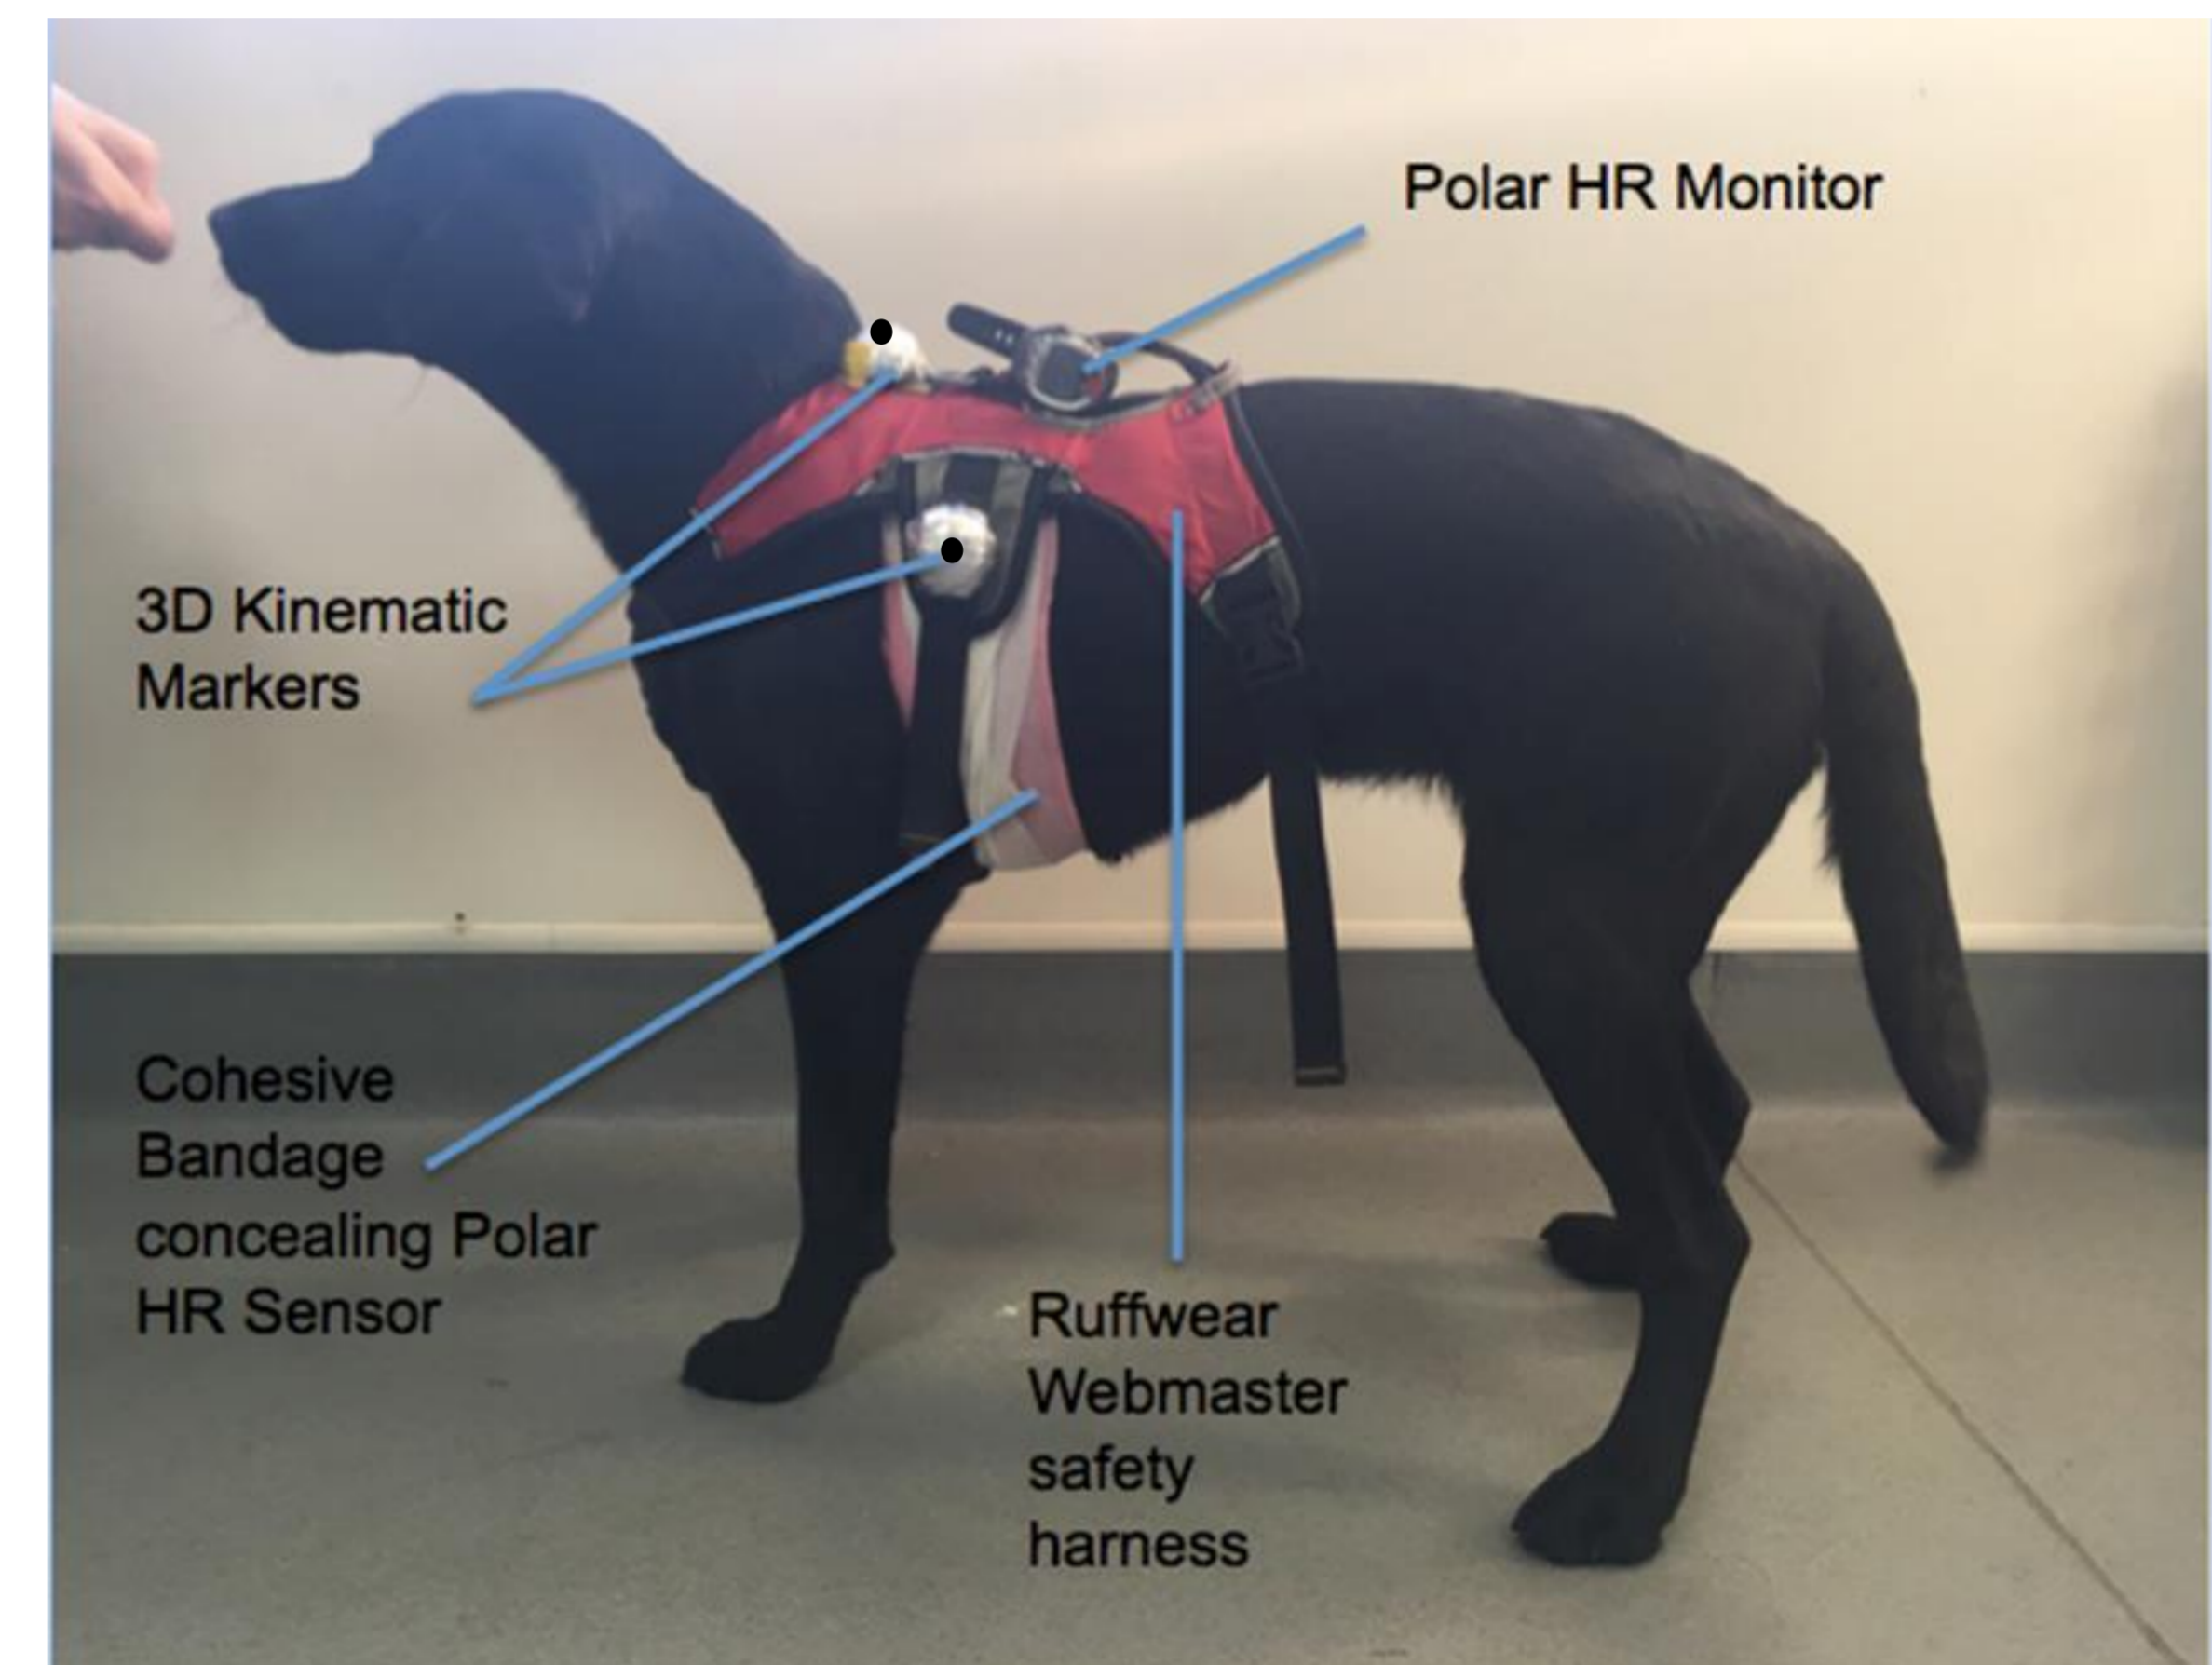 Polar HR Monitor
3D Kinematic
Markers
Cohesive
Bandage
concealing Polar
HR Sensor
Ruffwear
Webmaster
safety
harness